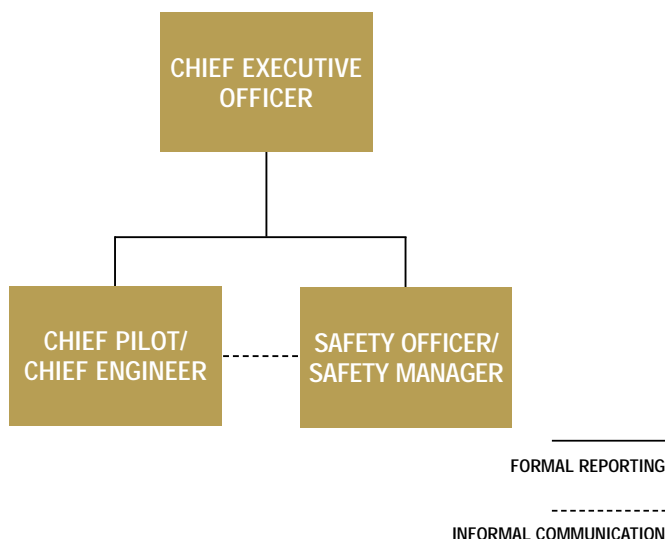 CHIEF EXECUTIVE
OFFICER
CHIEF PILOT/
CHIEF ENGINEER
SAFETY OFFICER/
SAFETY MANAGER
FORMAL REPORTING
INFORMAL COMMUNICATION